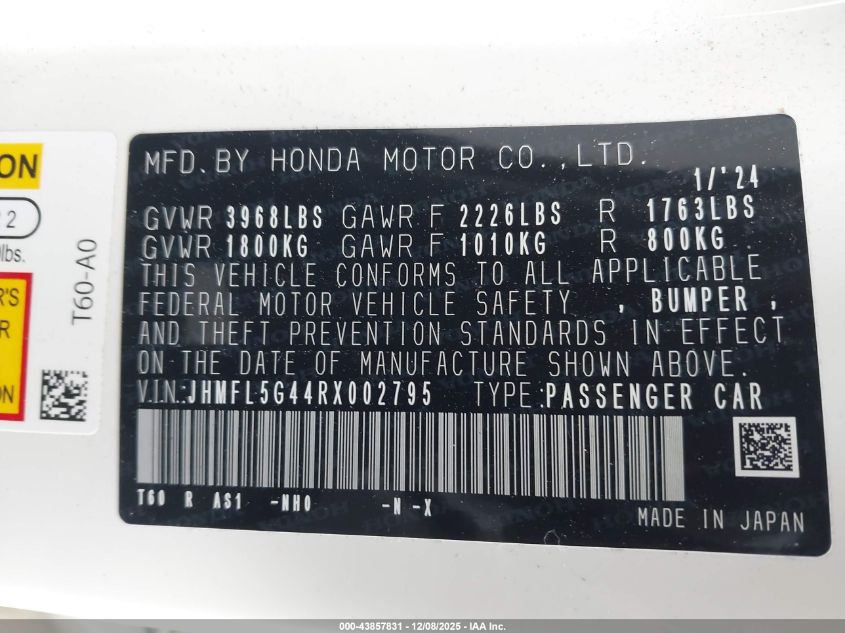 ON
2
lbs.
R'S
R
ON
T60-A0
MFD. BY HONDA MOTOR CO., LTD.
1/'24
GVWR 3968LBS GAWR F 2226LBS R 1763LBS
GVWR 1800KG GAWR F 1010KG R 800KG
THIS VEHICLE CONFORMS TO ALL APPLICABLE
FEDERAL MOTOR VEHICLE SAFETY , BUMPER ,
AND THEFT PREVENTION STANDARDS IN EFFECT
ON THE DATE OF MANUFACTURE SHOWN ABOVE.
V.I.N.:JHMFL5G44RX002795 TYPE:PASSENGER CAR
T60 R AS1 -NH0 -N -X
MADE IN JAPAN
000-43857831 - 12/08/2025 - IAA Inc.